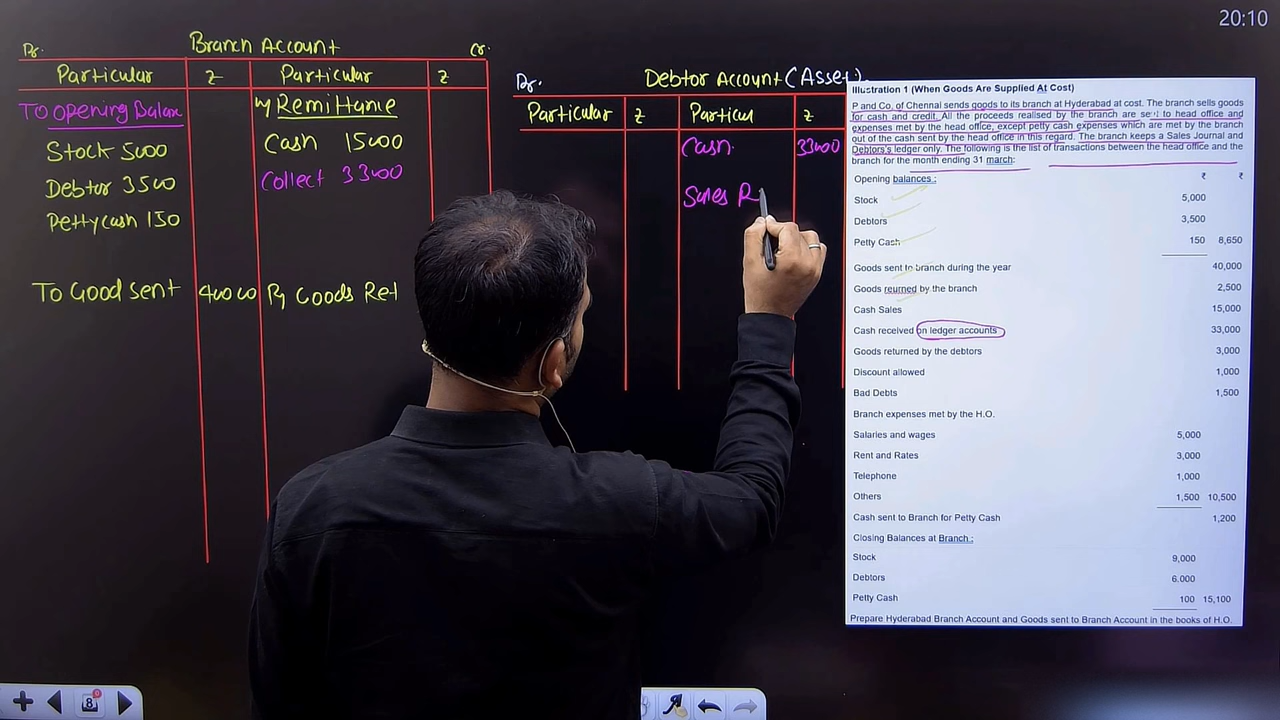 20:10
Dr. Branch Account Cr.
Particular ₹ Particular ₹
TO Opening Balance By Remittance
Stock 5000 Cash 15000
Debtor 3500 Collect 33000
Petty cash 150
To Good Sent 40000 By Goods Ret
Dr. Debtor Account (Asset).
Particular ₹ Particul ₹
Cash. 33000
Sales R
Illustration 1 (When Goods Are Supplied At Cost)
P and Co. of Chennai sends goods to its branch at Hyderabad at cost. The branch sells goods
for cash and credit. All the proceeds realised by the branch are sent to head office and
expenses met by the head office, except petty cash expenses which are met by the branch
out of the cash sent by the head office in this regard. The branch keeps a Sales Journal and
Debtors's ledger only. The following is the list of transactions between the head office and the
branch for the month ending 31 march:
Opening balances : ₹ ₹
Stock 5,000
Debtors 3,500
Petty Cash 150 8,650
Goods sent to branch during the year 40,000
Goods reurned by the branch 2,500
Cash Sales 15,000
Cash received on ledger accounts 33,000
Goods returned by the debtors 3,000
Discount allowed 1,000
Bad Debts 1,500
Branch expenses met by the H.O.
Salaries and wages 5,000
Rent and Rates 3,000
Telephone 1,000
Others 1,500 10,500
Cash sent to Branch for Petty Cash 1,200
Closing Balances at Branch :
Stock 9,000
Debtors 6.000
Petty Cash 100 15,100
Prepare Hyderabad Branch Account and Goods sent to Branch Account in the books of H.O.
8